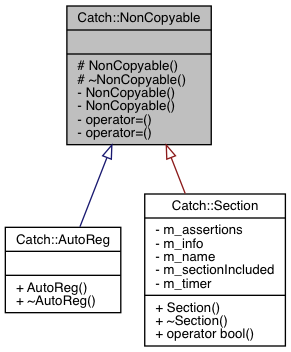 Catch::NonCopyable
# NonCopyable()
# ~NonCopyable()
- NonCopyable()
- NonCopyable()
- operator=()
- operator=()
Catch::AutoReg
+ AutoReg()
+ ~AutoReg()
Catch::Section
- m_assertions
- m_info
- m_name
- m_sectionIncluded
- m_timer
+ Section()
+ ~Section()
+ operator bool()